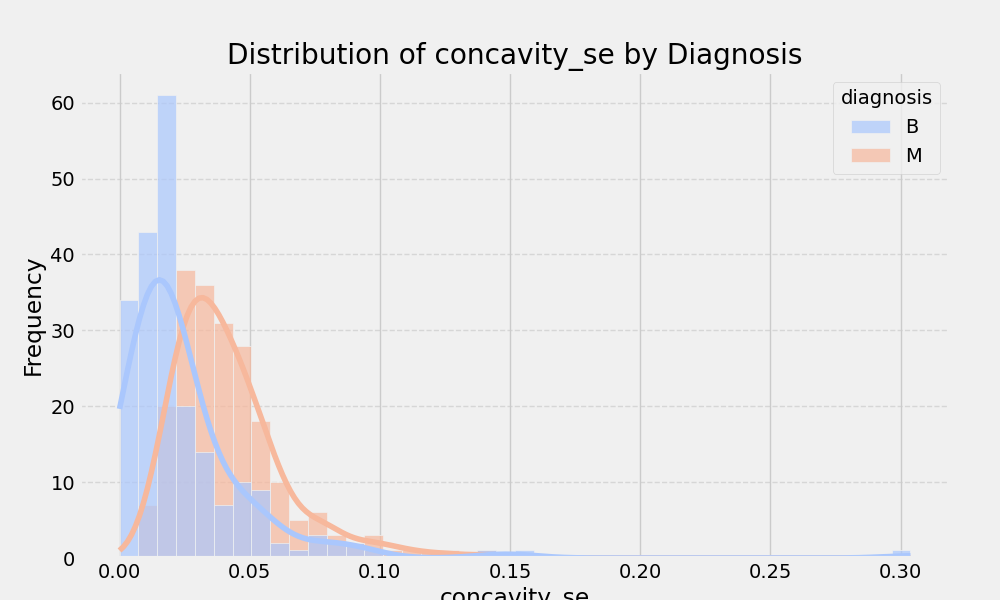 Distribution of concavity_se by Diagnosis
diagnosis
B
M
Frequency
60
50
40
30
20
10
0
0.00 0.05 0.10 0.15 0.20 0.25 0.30
concavity_se